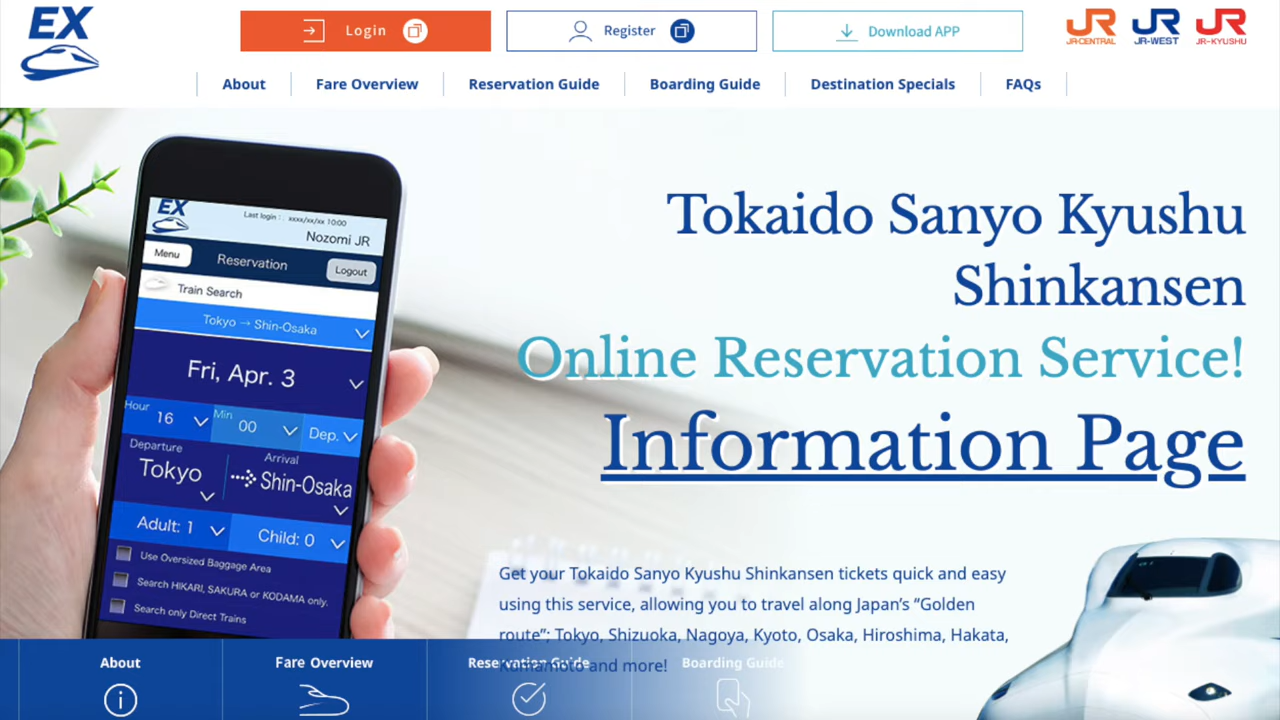 EX
Login
Register
Download APP
JR
JR-CENTRAL
JR
JR-WEST
JR
JR-KYUSHU
About
Fare Overview
Reservation Guide
Boarding Guide
Destination Specials
FAQs
EX
Last login : xxxx/xx/xx 10:00
Nozomi JR
Menu
Reservation
Logout
Train Search
Tokyo → Shin-Osaka
Fri, Apr. 3
Hour
16
Min
00
Dep.
Departure
Tokyo
Arrival
Shin-Osaka
Adult: 1
Child: 0
Use Oversized Baggage Area
Search HIKARI, SAKURA or KODAMA only.
Search only Direct Trains
Tokaido Sanyo Kyushu
Shinkansen
Online Reservation Service!
Information Page
Get your Tokaido Sanyo Kyushu Shinkansen tickets quick and easy
using this service, allowing you to travel along Japan’s “Golden
route”; Tokyo, Shizuoka, Nagoya, Kyoto, Osaka, Hiroshima, Hakata,
Kumamoto and more!
About
Fare Overview
Reservation Guide
Boarding Guide